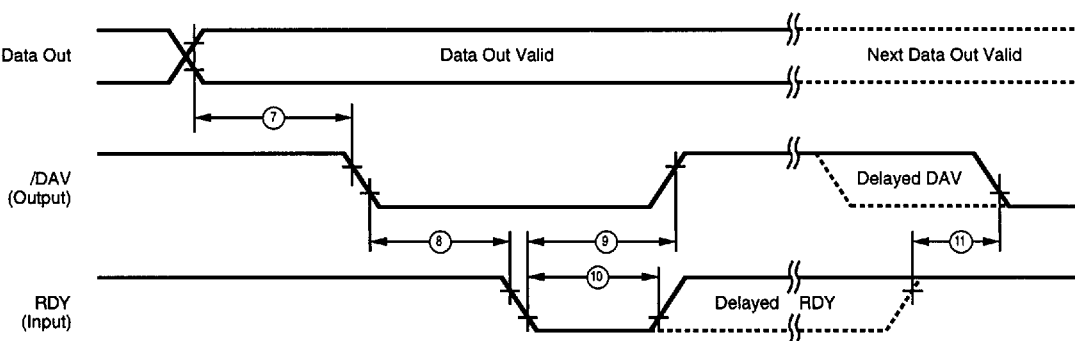 Data Out
Data Out Valid
Next Data Out Valid
7
/DAV
(Output)
Delayed DAV
8
9
11
10
RDY
(Input)
Delayed RDY